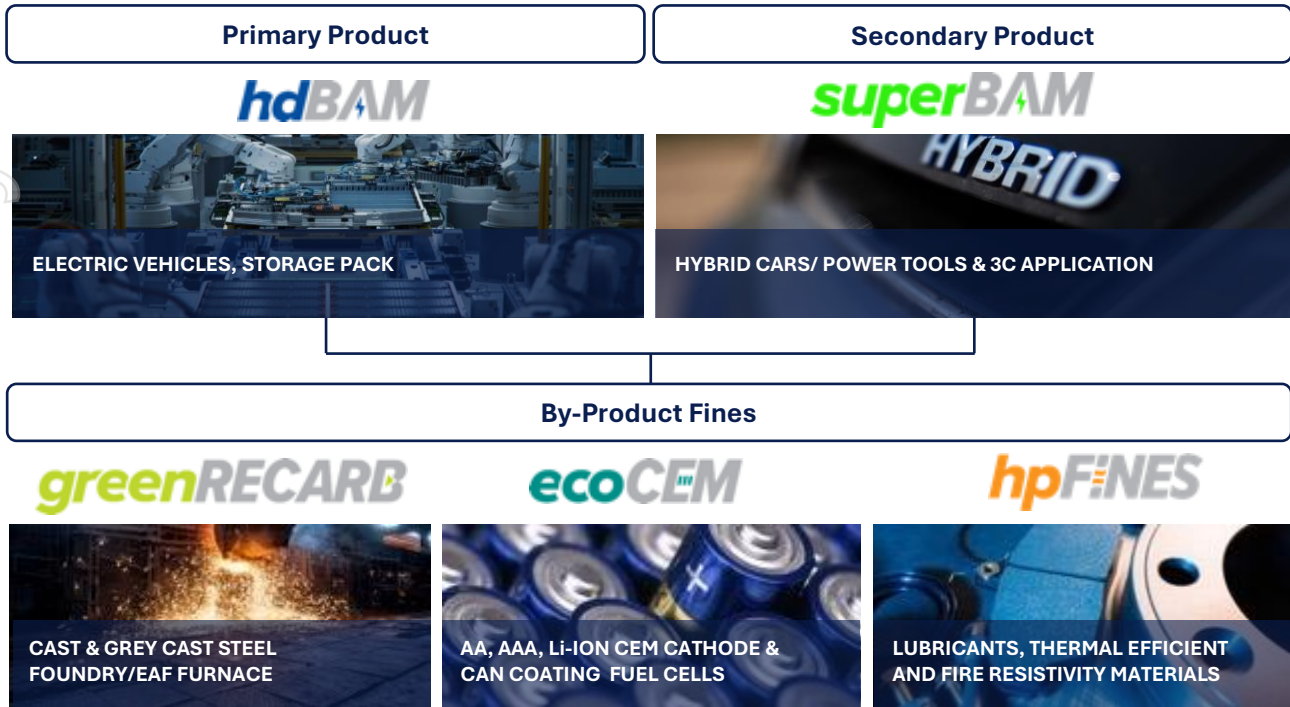 Primary Product
Secondary Product
hdBAM
superBAM
HYBRID
ELECTRIC VEHICLES, STORAGE PACK
HYBRID CARS/ POWER TOOLS & 3C APPLICATION
By-Product Fines
greenRECARB
ecoCEM
hpFINES
+
CAST & GREY CAST STEEL
FOUNDRY/EAF FURNACE
AA, AAA, Li-ION CEM CATHODE &
CAN COATING FUEL CELLS
LUBRICANTS, THERMAL EFFICIENT
AND FIRE RESISTIVITY MATERIALS